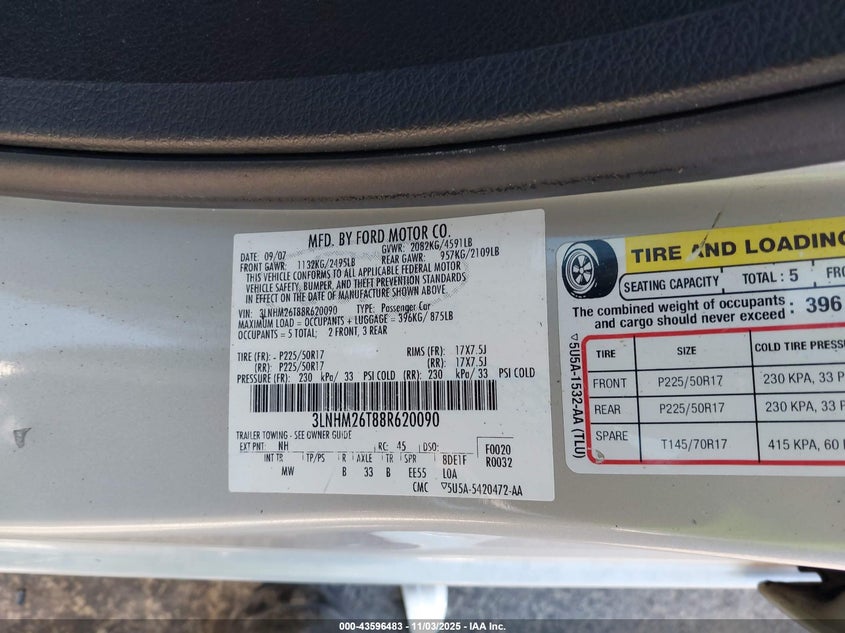 MFD. BY FORD MOTOR CO.
DATE: 09/07 GVWR: 2082KG/4591LB
FRONT GAWR: 1132KG/2495LB REAR GAWR: 957KG/2109LB
THIS VEHICLE CONFORMS TO ALL APPLICABLE FEDERAL MOTOR
VEHICLE SAFETY, BUMPER, AND THEFT PREVENTION STANDARDS
IN EFFECT ON THE DATE OF MANUFACTURE SHOWN ABOVE.
VIN: 3LNHM26T88R620090 TYPE: Passenger Car
MAXIMUM LOAD = OCCUPANTS + LUGGAGE = 396KG/875LB
OCCUPANTS = 5 TOTAL; 2 FRONT, 3 REAR
TIRE (FR): P225/50R17 RIMS (FR): 17X7.5J
(RR): P225/50R17 (RR): 17X7.5J
PRESSURE (FR): 230 kPa/ 33 PSI COLD (RR): 230 kPa/ 33 PSI COLD
3LNHM26T88R620090
TRAILER TOWING - SEE OWNER GUIDE
EXT PNT: NH RC: 45 DSO: F0020
INT TR TP/PS R AXLE TR SPR 8DETF R0032
MW B 33 B EE55 LOA
CMC ▽5U5A-5420472-AA
TIRE AND LOADING
SEATING CAPACITY TOTAL : 5 FRO
The combined weight of occupants
and cargo should never exceed : 396
▽5U5A-1532-AA (TLU)
TIRE SIZE COLD TIRE PRESSU
FRONT P225/50R17 230 KPA, 33 P
REAR P225/50R17 230 KPA, 33 P
SPARE T145/70R17 415 KPA, 60
000-43596483 - 11/03/2025 - IAA Inc.